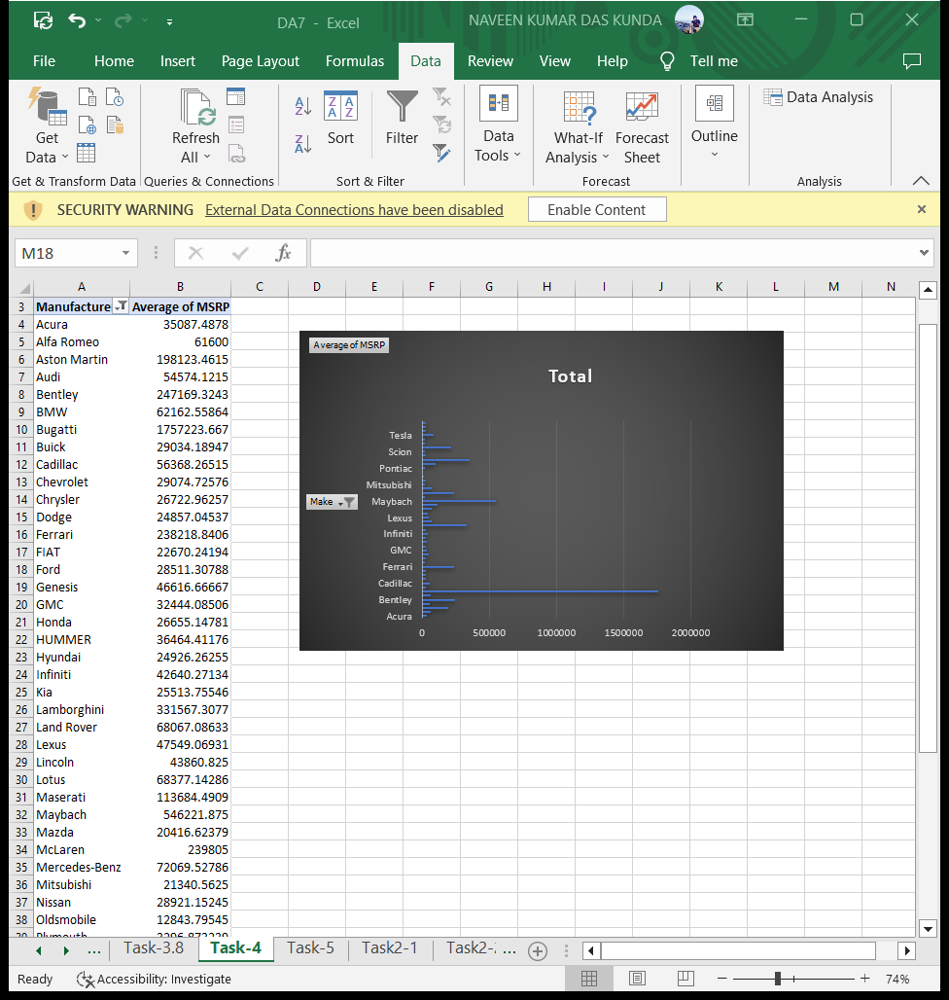 DA7 - Excel
NAVEEN KUMAR DAS KUNDA
File Home Insert Page Layout Formulas Data Review View Help Tell me
Get Data
Refresh All
Sort
Filter
Data Tools
What-If Analysis
Forecast Sheet
Outline
Data Analysis
Get & Transform Data Queries & Connections Sort & Filter Forecast Analysis
SECURITY WARNING External Data Connections have been disabled Enable Content
M18 fx
A B C D E F G H I J K L M N
3 Manufacture Average of MSRP
4 Acura 35087.4878
5 Alfa Romeo 61600
6 Aston Martin 198123.4615
7 Audi 54574.1215
8 Bentley 247169.3243
9 BMW 62162.55864
10 Bugatti 1757223.667
11 Buick 29034.18947
12 Cadillac 56368.26515
13 Chevrolet 29074.72576
14 Chrysler 26722.96257
15 Dodge 24857.04537
16 Ferrari 238218.8406
17 FIAT 22670.24194
18 Ford 28511.30788
19 Genesis 46616.66667
20 GMC 32444.08506
21 Honda 26655.14781
22 HUMMER 36464.41176
23 Hyundai 24926.26255
24 Infiniti 42640.27134
25 Kia 25513.75546
26 Lamborghini 331567.3077
27 Land Rover 68067.08633
28 Lexus 47549.06931
29 Lincoln 43860.825
30 Lotus 68377.14286
31 Maserati 113684.4909
32 Maybach 546221.875
33 Mazda 20416.62379
34 McLaren 239805
35 Mercedes-Benz 72069.52786
36 Mitsubishi 21340.5625
37 Nissan 28921.15245
38 Oldsmobile 12843.79545
Average of MSRP
Total
Tesla
Scion
Pontiac
Mitsubishi
Make
Maybach
Lexus
Infiniti
GMC
Ferrari
Cadillac
Bentley
Acura
0 500000 1000000 1500000 2000000
... Task-3.8 Task-4 Task-5 Task2-1 Task2-: ...
Ready Accessibility: Investigate 74%